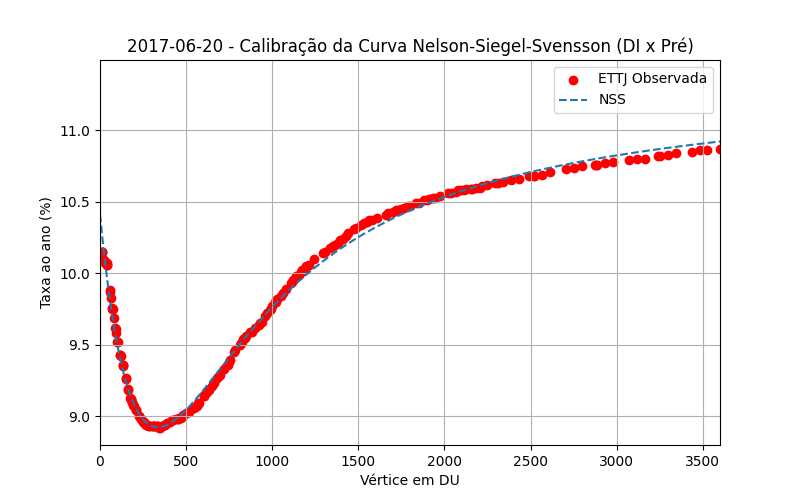 2017-06-20 - Calibração da Curva Nelson-Siegel-Svensson (DI x Pré)
ETTJ Observada
NSS
Taxa ao ano (%)
11.0
10.5
10.0
9.5
9.0
0 500 1000 1500 2000 2500 3000 3500
Vértice em DU